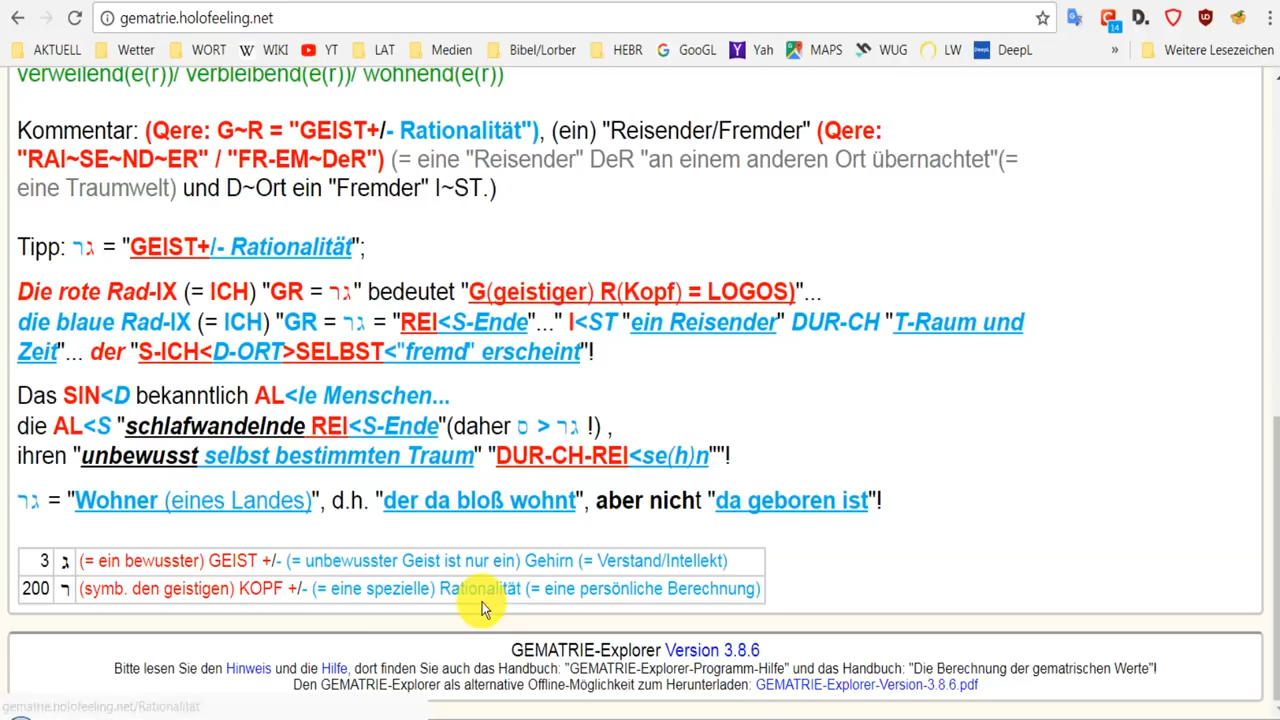 gematrie.holofeeling.net
14
AKTUELL Wetter WORT WIKI YT LAT Medien Bibel/Lorber HEBR GooGL Yah MAPS WUG LW DeepL » Weitere Lesezeichen
verweilend(e(r))/ verbleibend(e(r))/ wohnend(e(r))
Kommentar: (Qere: G~R = "GEIST+/- Rationalität"), (ein) "Reisender/Fremder" (Qere:
"RAI~SE~ND~ER" / "FR-EM~DeR") (= eine "Reisender" DeR "an einem anderen Ort übernachtet"(=
eine Traumwelt) und D~Ort ein "Fremder" I~ST.)
Tipp: גר = "GEIST+/- Rationalität";
Die rote Rad-IX (= ICH) "GR = גר" bedeutet "G(geistiger) R(Kopf) = LOGOS)"...
die blaue Rad-IX (= ICH) "GR = גר = "REI<S-Ende"..." I<ST "ein Reisender" DUR-CH "T-Raum und
Zeit"... der "S-ICH<D-ORT>SELBST<"fremd" erscheint"!
Das SIN<D bekanntlich AL<le Menschen...
die AL<S "schlafwandelnde REI<S-Ende"(daher ס > גר !) ,
ihren "unbewusst selbst bestimmten Traum" "DUR-CH-REI<se(h)n""!
גר = "Wohner (eines Landes)", d.h. "der da bloß wohnt", aber nicht "da geboren ist"!
3 ג (= ein bewusster) GEIST +/- (= unbewusster Geist ist nur ein) Gehirn (= Verstand/Intellekt)
200 ר (symb. den geistigen) KOPF +/- (= eine spezielle) Rationalität (= eine persönliche Berechnung)
GEMATRIE-Explorer Version 3.8.6
Bitte lesen Sie den Hinweis und die Hilfe, dort finden Sie auch das Handbuch: "GEMATRIE-Explorer-Programm-Hilfe" und das Handbuch: "Die Berechnung der gematrischen Werte"!
Den GEMATRIE-Explorer als alternative Offline-Möglichkeit zum Herunterladen: GEMATRIE-Explorer-Version-3.8.6.pdf
gematrie.holofeeling.net/Rationalität